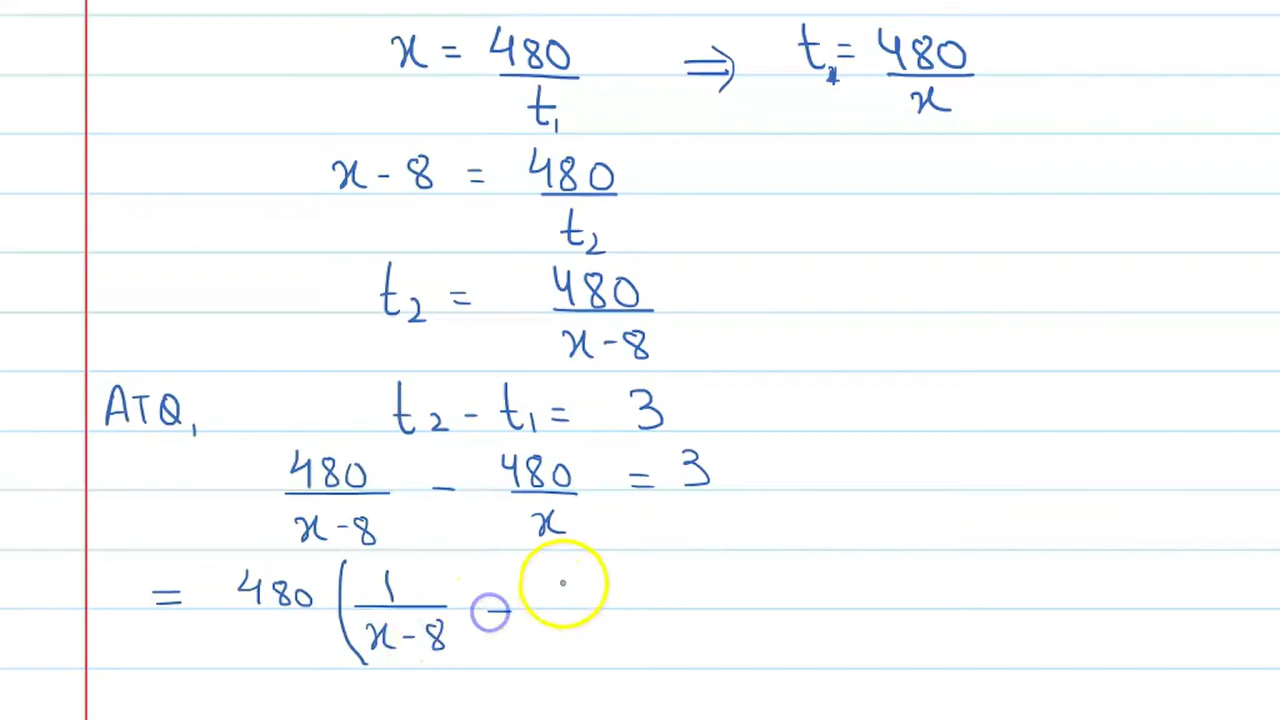 x = 480/t₁ ⇒ t₁ = 480/x
x - 8 = 480/t₂
t₂ = 480/x-8
ATQ, t₂ - t₁ = 3
480/x-8 - 480/x = 3
= 480 (1/x-8 -